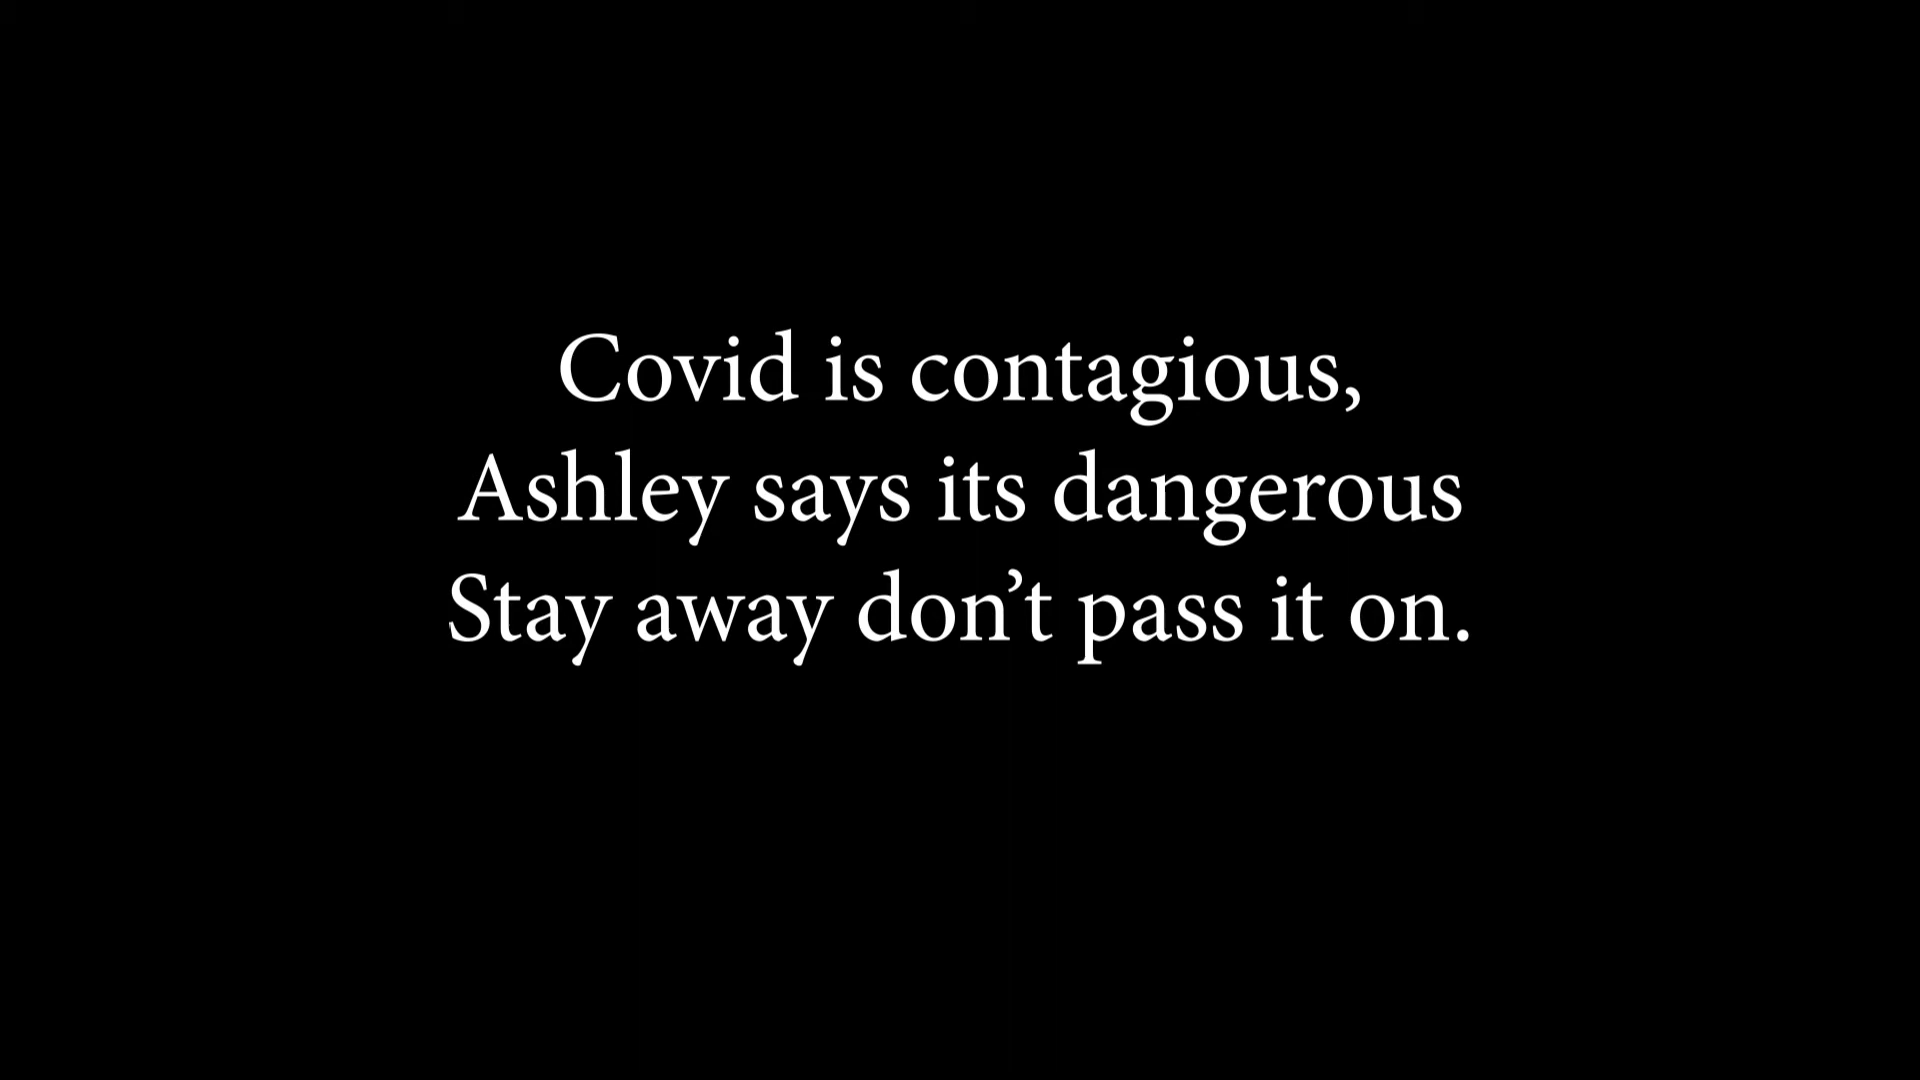 Covid is contagious,
Ashley says its dangerous
Stay away don’t pass it on.